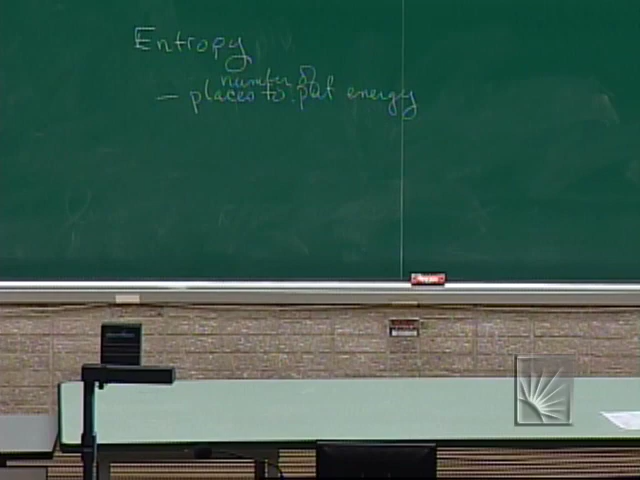 Entropy
number of
— places to put energy